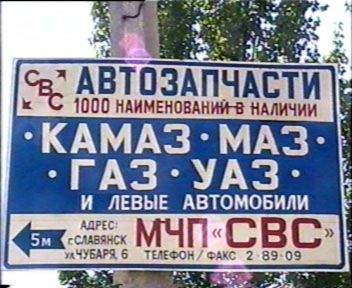 СВС
АВТОЗАПЧАСТИ
1000 НАИМЕНОВАНИЙ В НАЛИЧИИ
· КАМАЗ · МАЗ ·
· ГАЗ · УАЗ ·
И ЛЕВЫЕ АВТОМОБИЛИ
5м
АДРЕС:
г. СЛАВЯНСК
ул. ЧУБАРЯ, 6
МЧП «СВС»
ТЕЛЕФОН / ФАКС 2-89-09